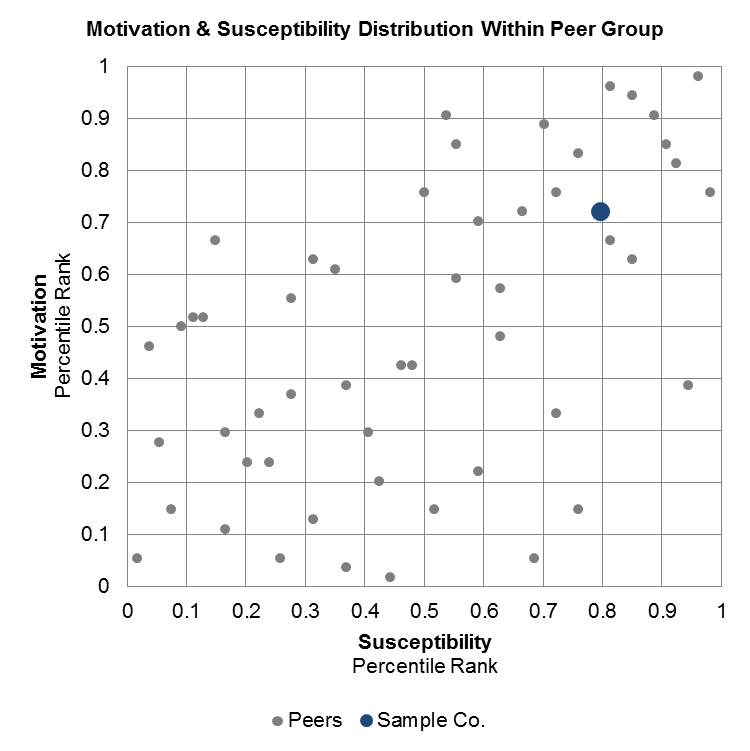 Motivation & Susceptibility Distribution Within Peer Group
1
0.9
0.8
0.7
0.6
0.5
0.4
0.3
0.2
0.1
0
Motivation
Percentile Rank
0 0.1 0.2 0.3 0.4 0.5 0.6 0.7 0.8 0.9 1
Susceptibility
Percentile Rank
Peers Sample Co.